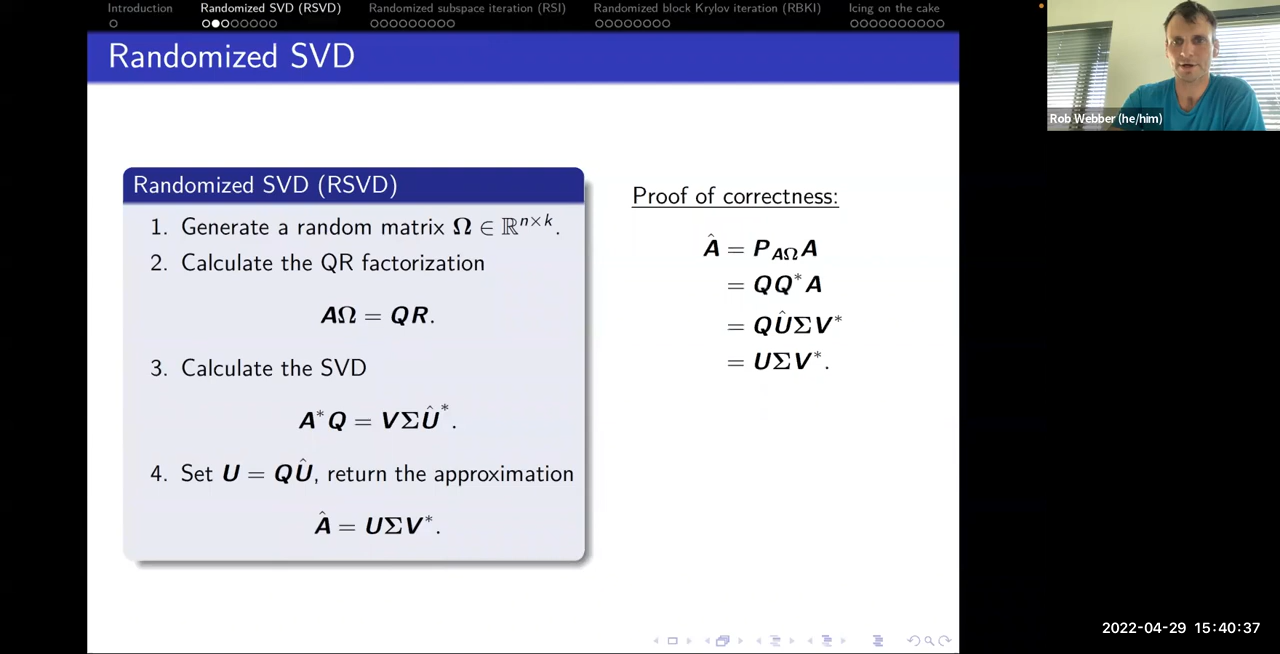 Introduction
Randomized SVD (RSVD)
Randomized subspace iteration (RSI)
Randomized block Krylov iteration (RBKI)
Icing on the cake
Randomized SVD
Randomized SVD (RSVD)
1. Generate a random matrix Ω ∈ ℝⁿˣᵏ.
2. Calculate the QR factorization
AΩ = QR.
3. Calculate the SVD
A*Q = VΣÛ*.
4. Set U = QÛ, return the approximation
Â = UΣV*.
Proof of correctness:
Â = P_{AΩ}A
= QQ*A
= QÛΣV*
= UΣV*.
Rob Webber (he/him)
2022-04-29 15:40:37